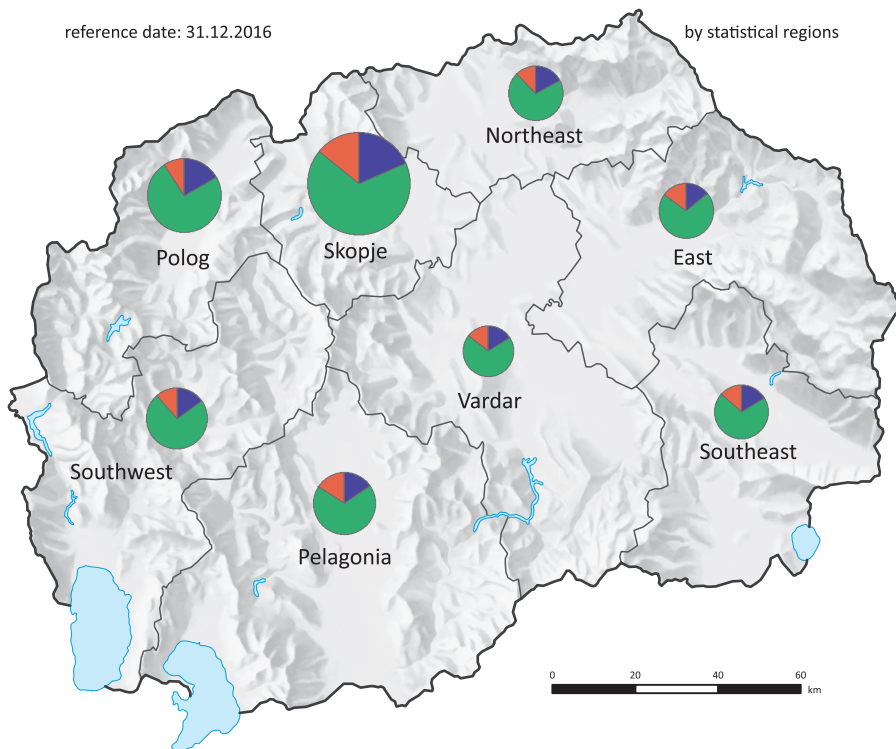 reference date: 31.12.2016
by statistical regions
Northeast
Polog
Skopje
East
Vardar
Southwest
Southeast
Pelagonia
0 20 40 60
km